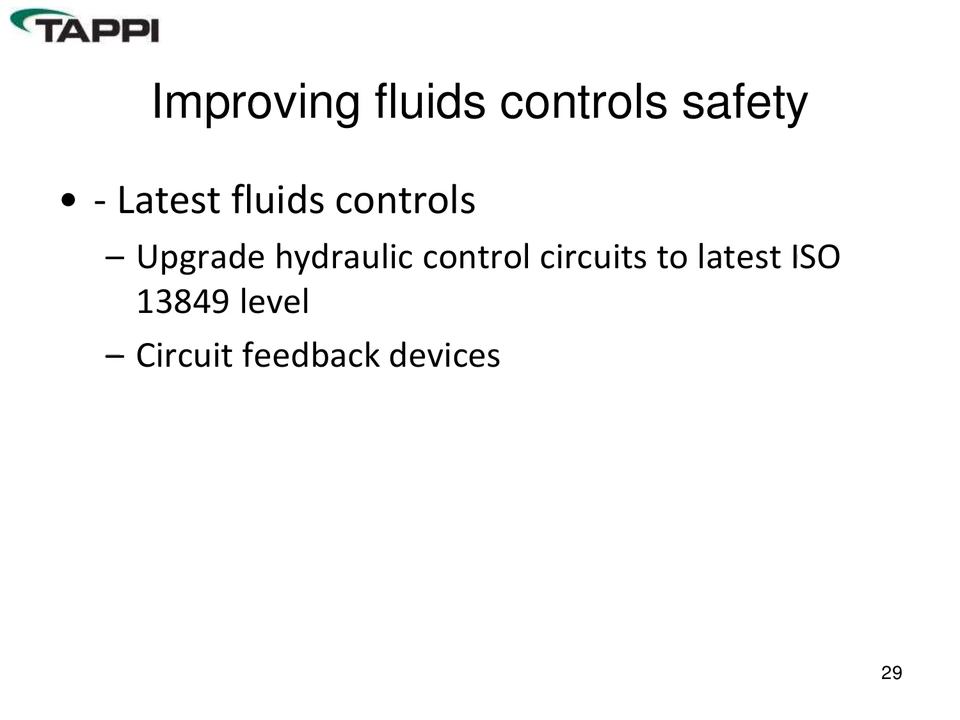 TAPPI
Improving fluids controls safety
• - Latest fluids controls
– Upgrade hydraulic control circuits to latest ISO
13849 level
– Circuit feedback devices
29